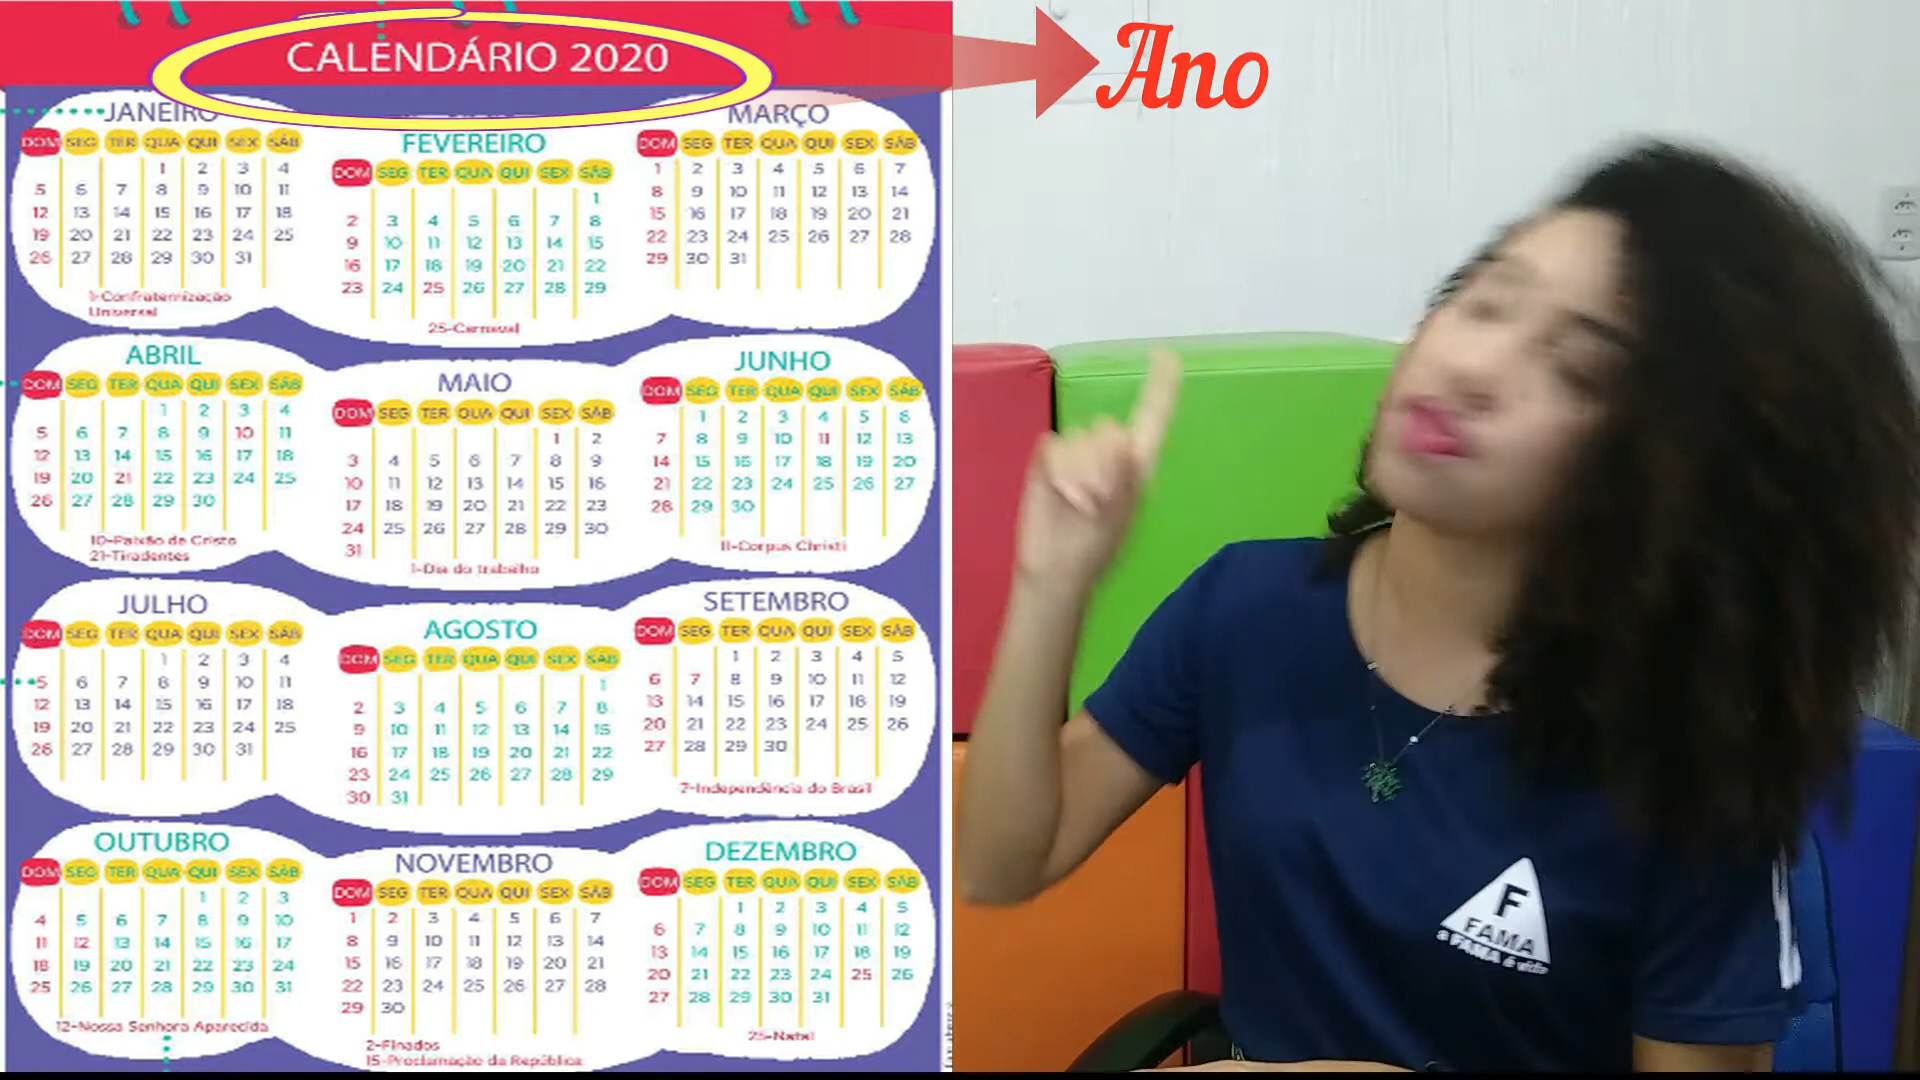 CALENDÁRIO 2020
Ano
JANEIRO
DOM SEG TER QUA QUI SEX SÁB
1 2 3 4
5 6 7 8 9 10 11
12 13 14 15 16 17 18
19 20 21 22 23 24 25
26 27 28 29 30 31
1-Confraternização
Universal
FEVEREIRO
DOM SEG TER QUA QUI SEX SÁB
1
2 3 4 5 6 7 8
9 10 11 12 13 14 15
16 17 18 19 20 21 22
23 24 25 26 27 28 29
25-Carnaval
MARÇO
DOM SEG TER QUA QUI SEX SÁB
1 2 3 4 5 6 7
8 9 10 11 12 13 14
15 16 17 18 19 20 21
22 23 24 25 26 27 28
29 30 31
ABRIL
DOM SEG TER QUA QUI SEX SÁB
1 2 3 4
5 6 7 8 9 10 11
12 13 14 15 16 17 18
19 20 21 22 23 24 25
26 27 28 29 30
10-Paixão de Cristo
21-Tiradentes
MAIO
DOM SEG TER QUA QUI SEX SÁB
1 2
3 4 5 6 7 8 9
10 11 12 13 14 15 16
17 18 19 20 21 22 23
24 25 26 27 28 29 30
31
1-Dia do trabalho
JUNHO
DOM SEG TER QUA QUI SEX SÁB
1 2 3 4 5 6
7 8 9 10 11 12 13
14 15 16 17 18 19 20
21 22 23 24 25 26 27
28 29 30
11-Corpus Christi
JULHO
DOM SEG TER QUA QUI SEX SÁB
1 2 3 4
5 6 7 8 9 10 11
12 13 14 15 16 17 18
19 20 21 22 23 24 25
26 27 28 29 30 31
AGOSTO
DOM SEG TER QUA QUI SEX SÁB
1
2 3 4 5 6 7 8
9 10 11 12 13 14 15
16 17 18 19 20 21 22
23 24 25 26 27 28 29
30 31
SETEMBRO
DOM SEG TER QUA QUI SEX SÁB
1 2 3 4 5
6 7 8 9 10 11 12
13 14 15 16 17 18 19
20 21 22 23 24 25 26
27 28 29 30
7-Independência do Brasil
OUTUBRO
DOM SEG TER QUA QUI SEX SÁB
1 2 3
4 5 6 7 8 9 10
11 12 13 14 15 16 17
18 19 20 21 22 23 24
25 26 27 28 29 30 31
12-Nossa Senhora Aparecida
NOVEMBRO
DOM SEG TER QUA QUI SEX SÁB
1 2 3 4 5 6 7
8 9 10 11 12 13 14
15 16 17 18 19 20 21
22 23 24 25 26 27 28
29 30
2-Finados
15-Proclamação da República
DEZEMBRO
DOM SEG TER QUA QUI SEX SÁB
1 2 3 4 5
6 7 8 9 10 11 12
13 14 15 16 17 18 19
20 21 22 23 24 25 26
27 28 29 30 31
25-Natal
F
FAMA
a FAMA é vida